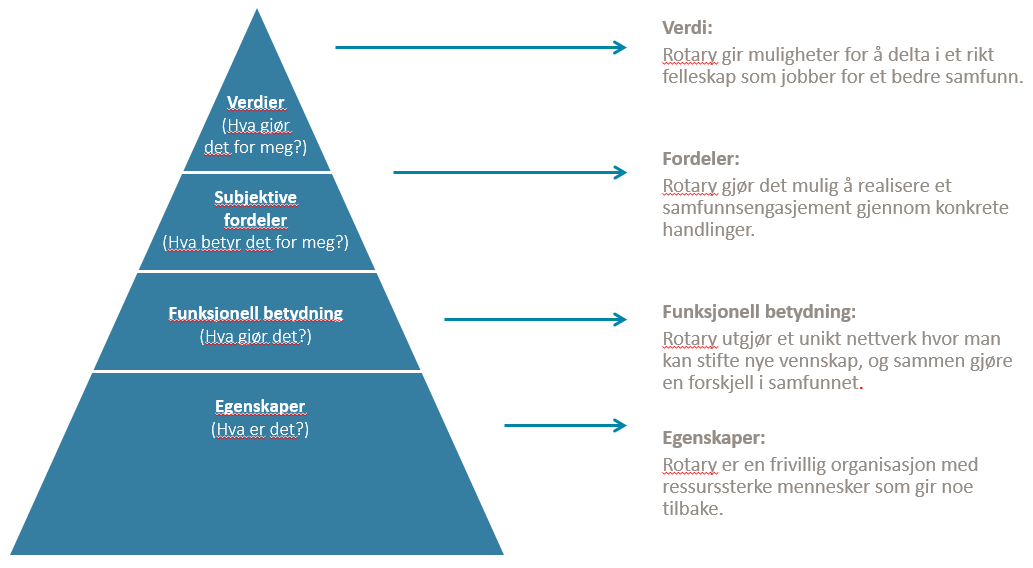 Verdier
(Hva gjør
det for meg?)
Subjektive
fordeler
(Hva betyr det for meg?)
Funksjonell betydning
(Hva gjør det?)
Egenskaper
(Hva er det?)
Verdi:
Rotary gir muligheter for å delta i et rikt
felleskap som jobber for et bedre samfunn.
Fordeler:
Rotary gjør det mulig å realisere et
samfunnsengasjement gjennom konkrete
handlinger.
Funksjonell betydning:
Rotary utgjør et unikt nettverk hvor man
kan stifte nye vennskap, og sammen gjøre
en forskjell i samfunnet.
Egenskaper:
Rotary er en frivillig organisasjon med
ressurssterke mennesker som gir noe
tilbake.